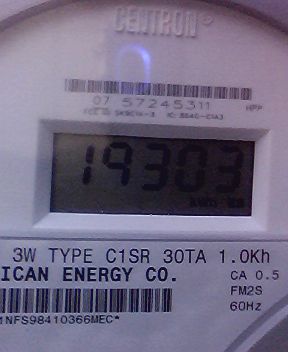 CENTRON®
07 57245311 HPP
19303
3W TYPE C1SR 30TA 1.0Kh
ICAN ENERGY CO.
CA 0.5
FM2S
60Hz
1NFS98410366MEC*